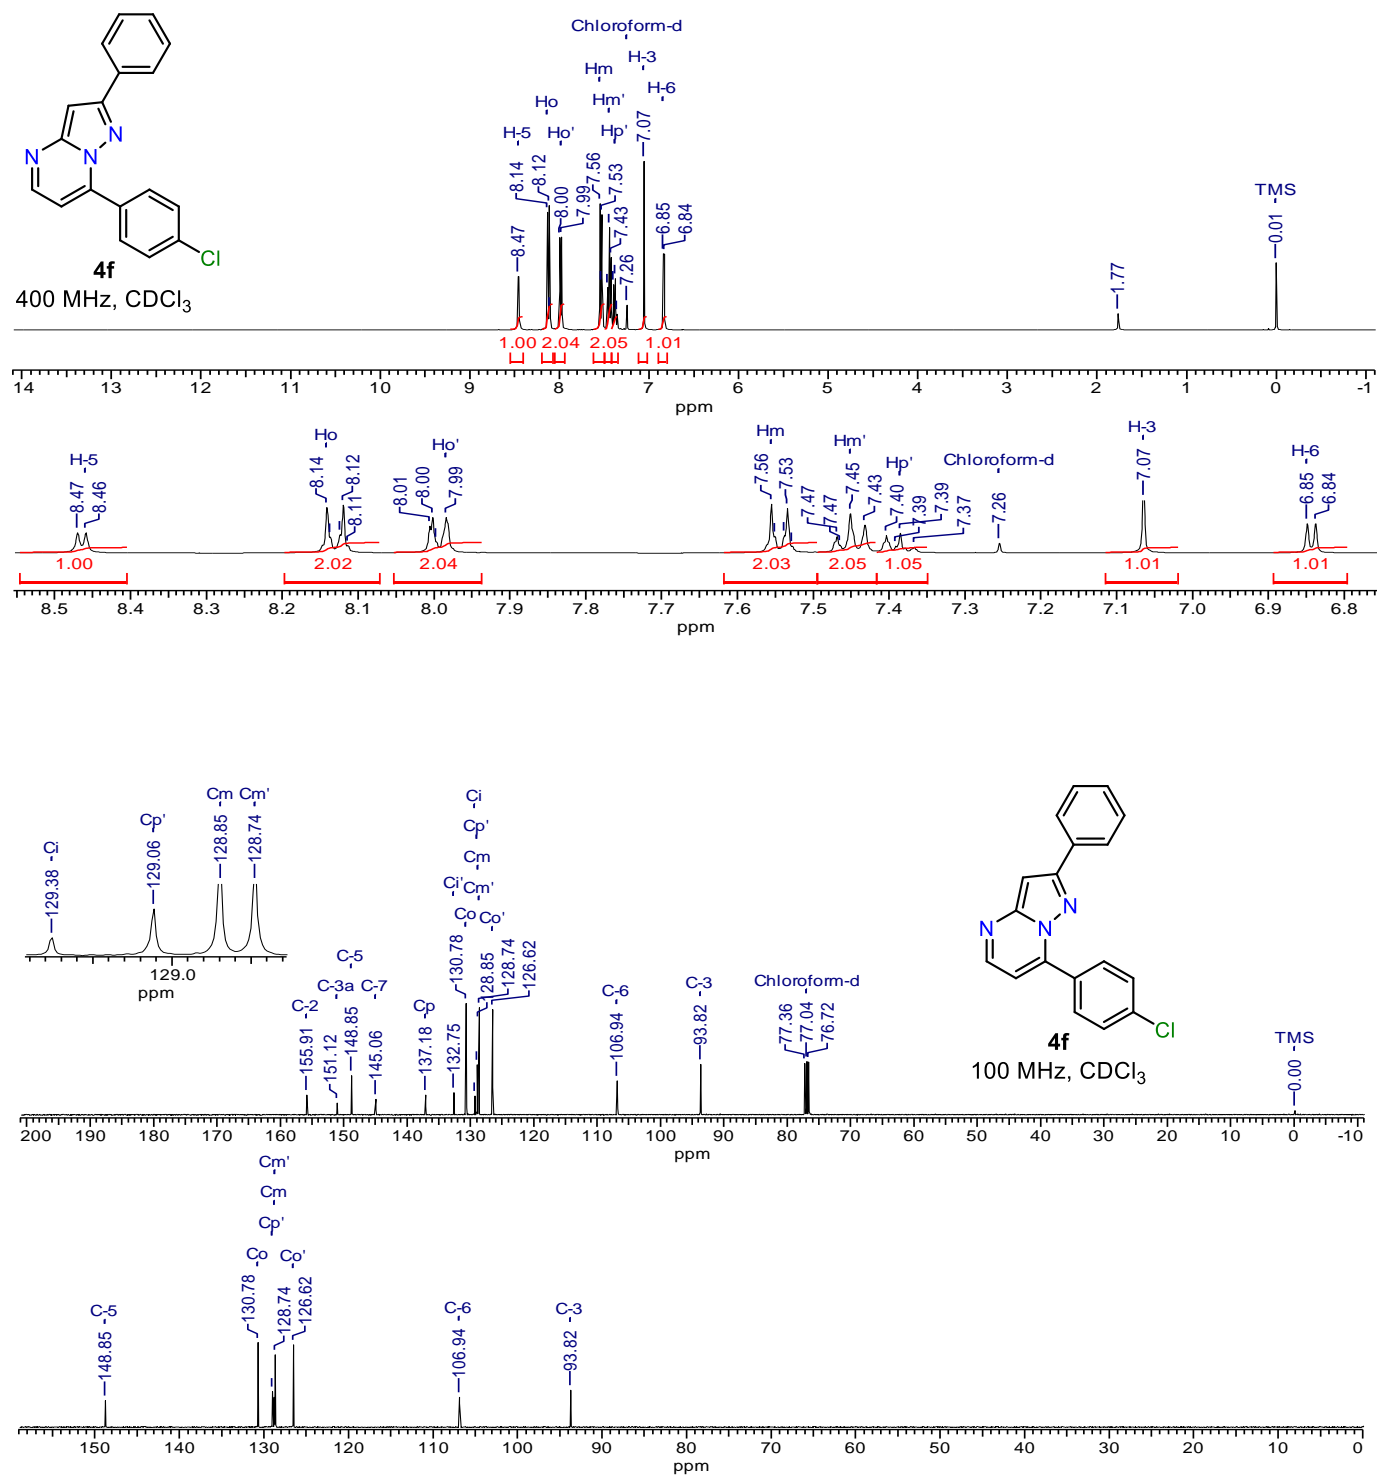 Chloroform-d
Hm H-3
Ho Hm' H-6
H-5 Ho' Hp'
8.47 8.14 8.12 8.00 7.99 7.56 7.53 7.43 7.26 7.07 6.85 6.84
TMS
1.77 0.01
N N N
Cl
4f
400 MHz, CDCl3
1.00 2.04 2.05 1.01
14 13 12 11 10 9 8 7 6 5 4 3 2 1 0 -1
ppm
H-5 Ho Ho' Hm Hm' Hp' Chloroform-d H-3 H-6
8.47 8.46 8.14 8.12 8.11 8.01 8.00 7.99 7.56 7.53 7.47 7.47 7.45 7.43 7.40 7.39 7.39 7.37 7.26 7.07 6.85 6.84
1.00 2.02 2.04 2.03 2.05 1.05 1.01 1.01
8.5 8.4 8.3 8.2 8.1 8.0 7.9 7.8 7.7 7.6 7.5 7.4 7.3 7.2 7.1 7.0 6.9 6.8
ppm
Ci Cp' Cm Cm'
129.38 129.06 128.85 128.74
129.0
ppm
Ci
Cp'
Cm
Ci' Cm'
Co Co'
C-5
C-3a C-7
C-2 Cp C-6 C-3 Chloroform-d TMS
155.91 151.12 148.85 145.06 137.18 132.75 130.78 128.85 128.74 126.62 106.94 93.82 77.36 77.04 76.72 0.00
N N N
Cl
4f
100 MHz, CDCl3
200 190 180 170 160 150 140 130 120 110 100 90 80 70 60 50 40 30 20 10 0 -10
ppm
Cm'
Cm
Cp'
Co Co'
C-5 C-6 C-3
148.85 130.78 128.74 126.62 106.94 93.82
150 140 130 120 110 100 90 80 70 60 50 40 30 20 10 0
ppm